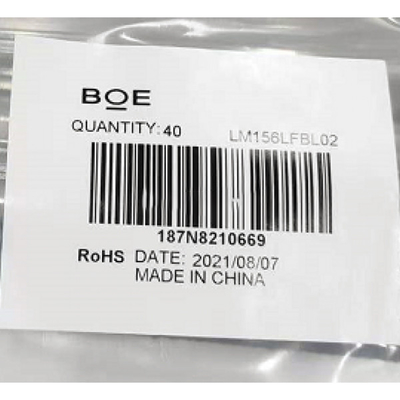 BOE
QUANTITY: 40 LM156LFBL02
187N8210669
RoHS DATE: 2021/08/07
MADE IN CHINA